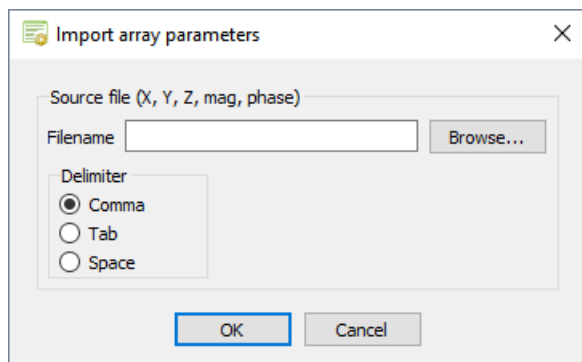 Import array parameters
Source file (X, Y, Z, mag, phase)
Filename Browse...
Delimiter
Comma
Tab
Space
OK Cancel